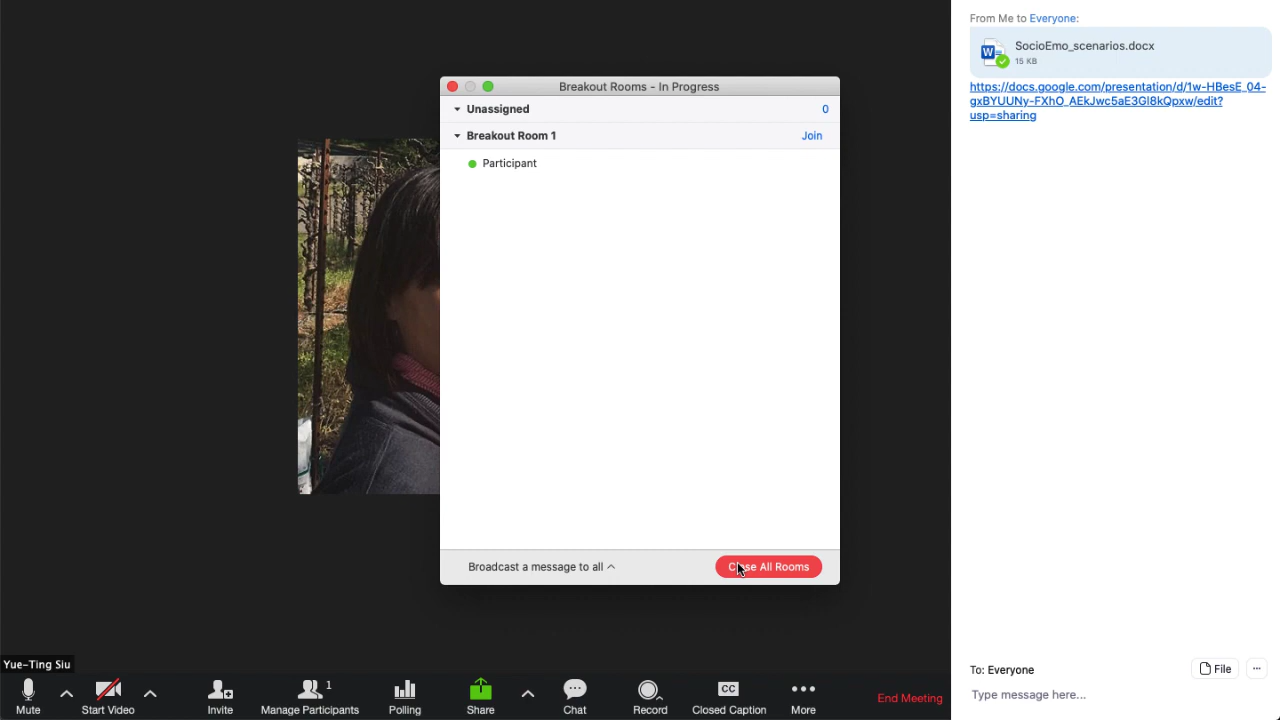 From Me to Everyone:
SocioEmo_scenarios.docx
15 KB
https://docs.google.com/presentation/d/1w-HBesE_04-
gxBYUUNy-FXhO_AEkJwc5aE3Gl8kQpxw/edit?
usp=sharing
Breakout Rooms - In Progress
Unassigned 0
Breakout Room 1 Join
Participant
Broadcast a message to all
Close All Rooms
Yue-Ting Siu
To: Everyone
File
Type message here...
Mute
Start Video
Invite
1
Manage Participants
Polling
Share
Chat
Record
CC
Closed Caption
More
End Meeting